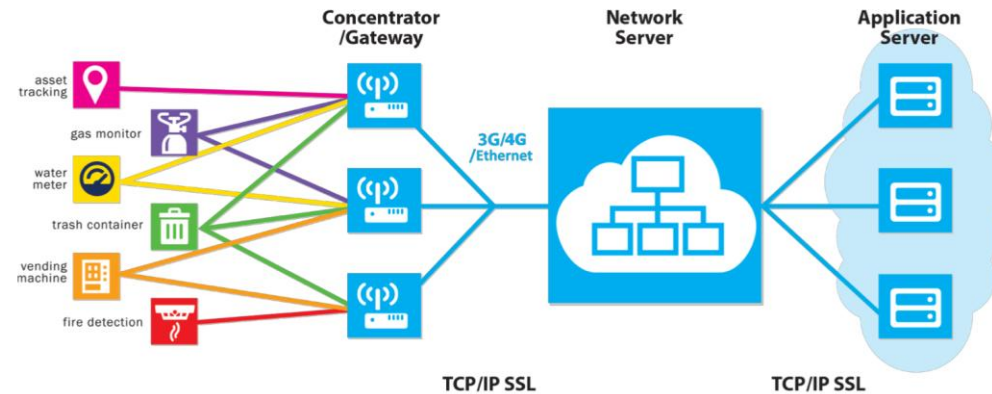 Concentrator
/Gateway
Network
Server
Application
Server
asset
tracking
gas monitor
water
meter
trash container
vending
machine
fire detection
3G/4G
/Ethernet
TCP/IP SSL
TCP/IP SSL